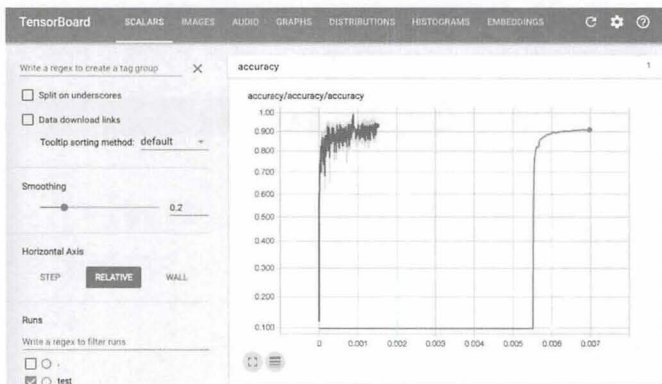 TensorBoard SCALARS IMAGES AUDIO GRAPHS DISTRIBUTIONS HISTOGRAMS EMBEDDINGS
Write a regex to create a tag group
Split on underscores
Data download links
Tooltip sorting method: default
Smoothing
0.2
Horizontal Axis
STEP RELATIVE WALL
Runs
Write a regex to filter runs
.
test
accuracy 1
accuracy/accuracy/accuracy
1.00
0.900
0.800
0.700
0.600
0.500
0.400
0.300
0.200
0.100
0 0.001 0.002 0.003 0.004 0.005 0.006 0.007